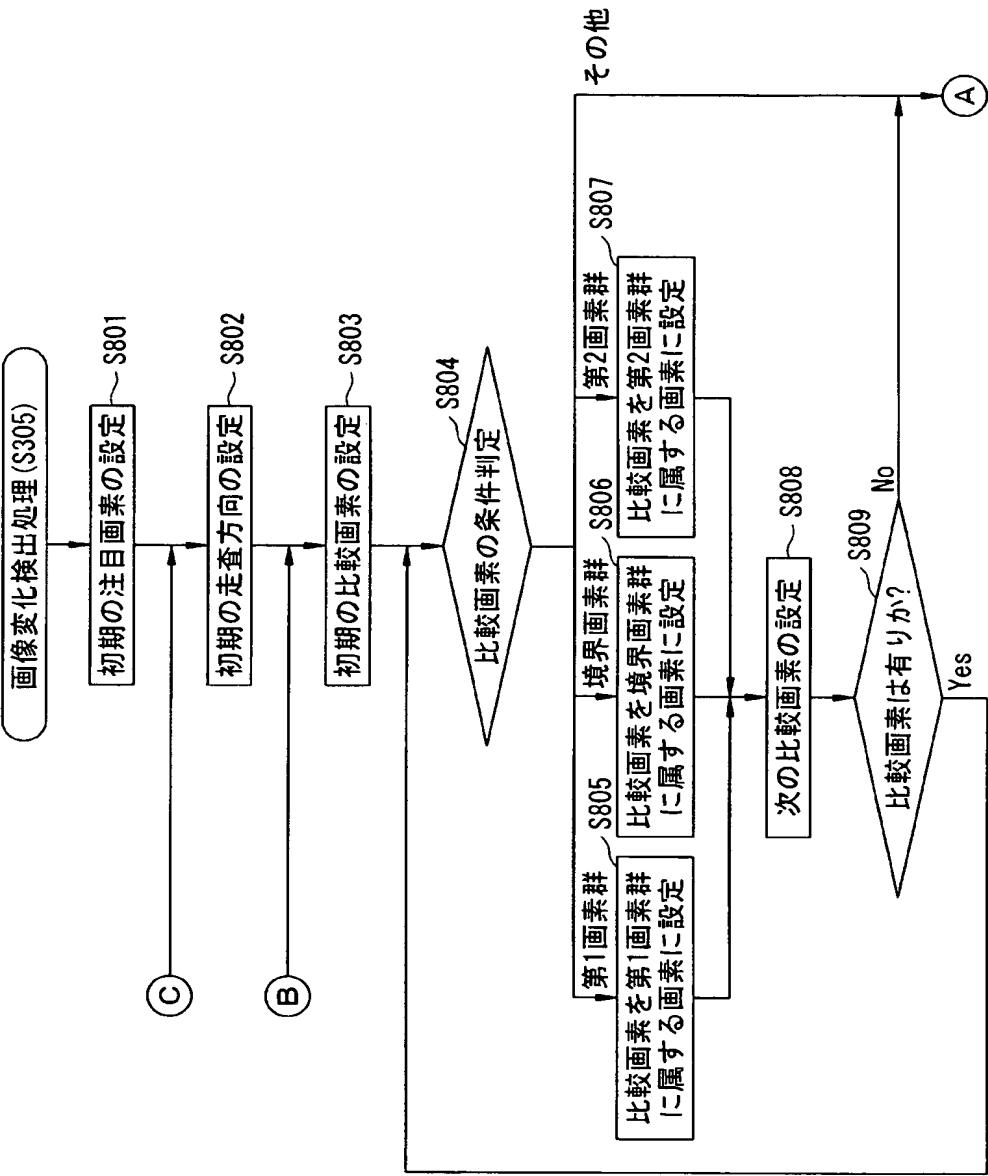 画像変化検出処理(S305)
初期の注目画素の設定
S801
C
初期の走査方向の設定
S802
B
初期の比較画素の設定
S803
比較画素の条件判定
S804
第1画素群
境界画素群
第2画素群
その他
S805
比較画素を第1画素群
に属する画素に設定
S806
比較画素を境界画素群
に属する画素に設定
S807
比較画素を第2画素群
に属する画素に設定
次の比較画素の設定
S808
比較画素は有りか?
S809
No
Yes
A